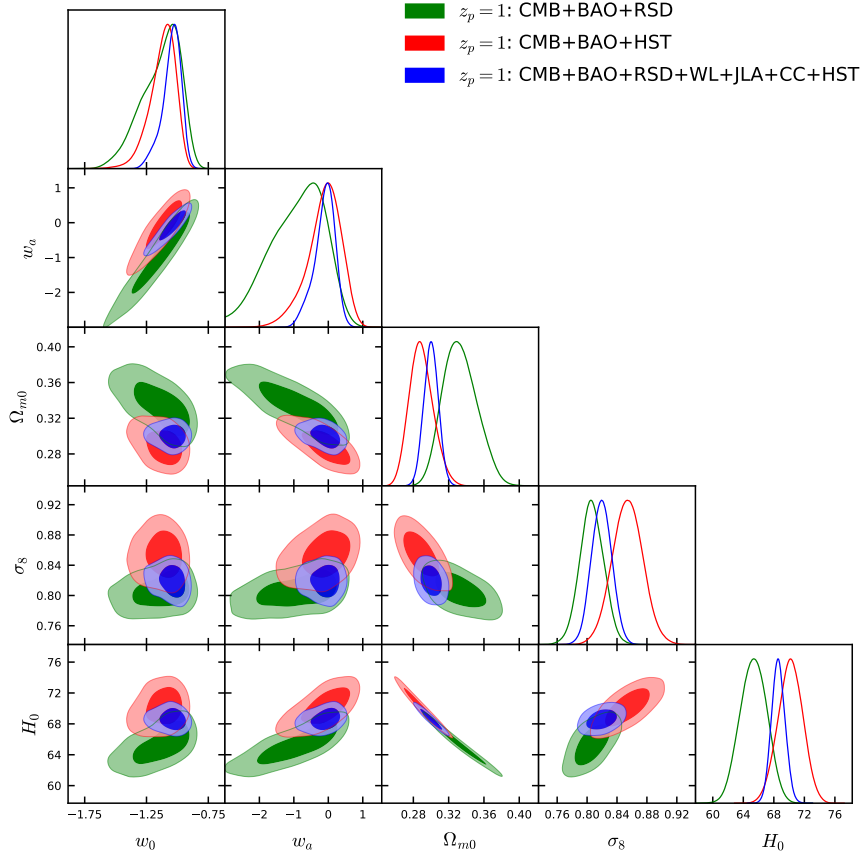 z_p = 1: CMB+BAO+RSD
z_p = 1: CMB+BAO+HST
z_p = 1: CMB+BAO+RSD+WL+JLA+CC+HST
1
0
−1
−2
w_a
0.40
0.36
0.32
0.28
Ω_{m0}
0.92
0.88
0.84
0.80
0.76
σ_8
76
72
68
64
60
H_0
−1.75 −1.25 −0.75
−2 −1 0 1
0.28 0.32 0.36 0.40
0.76 0.80 0.84 0.88 0.92
60 64 68 72 76
w_0
w_a
Ω_{m0}
σ_8
H_0